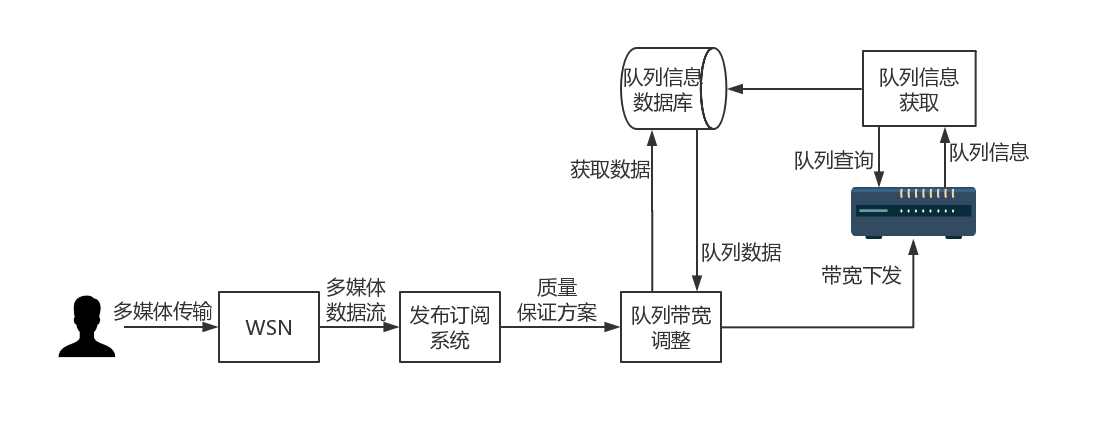 队列信息
数据库
队列信息
获取
队列查询
队列信息
获取数据
队列数据
带宽下发
多媒体传输
WSN
多媒体
数据流
发布订阅
系统
质量
保证方案
队列带宽
调整